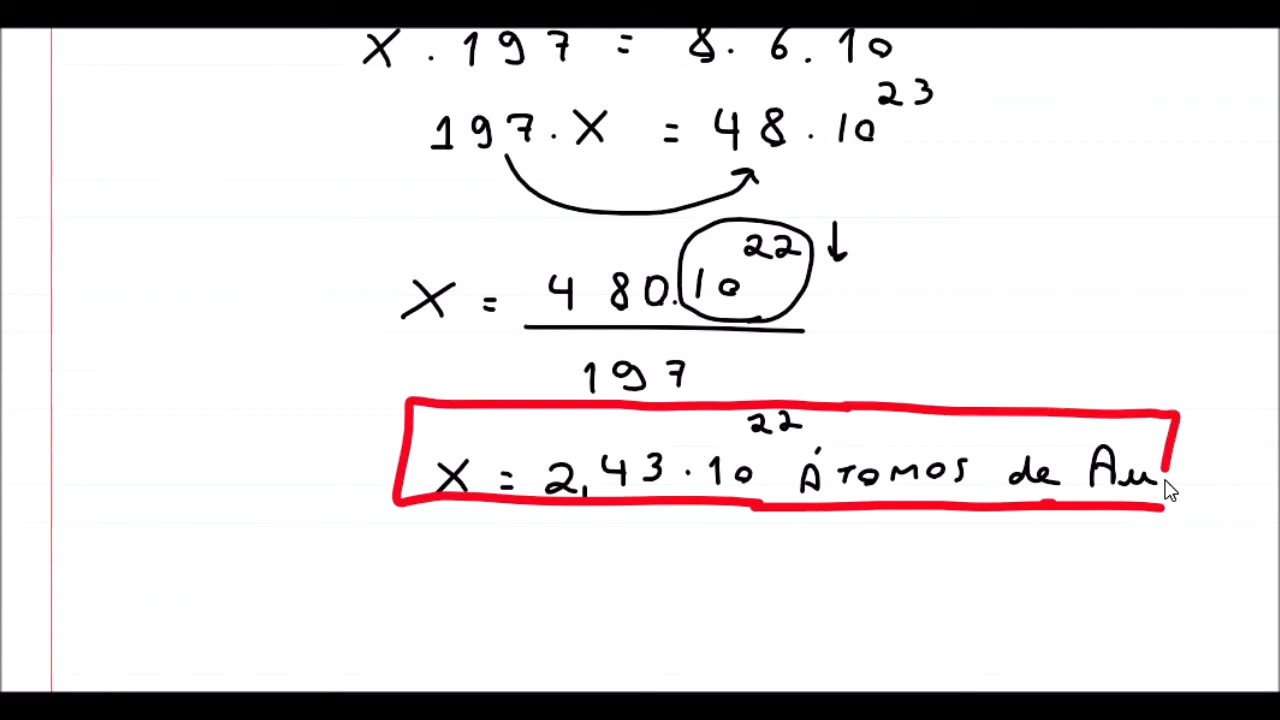 X . 197 = 8 . 6 . 10
197 . X = 48 . 10²³
X = 480 . 10²² ↓
197
X = 2,43 . 10²² ÁTOMOS de Au